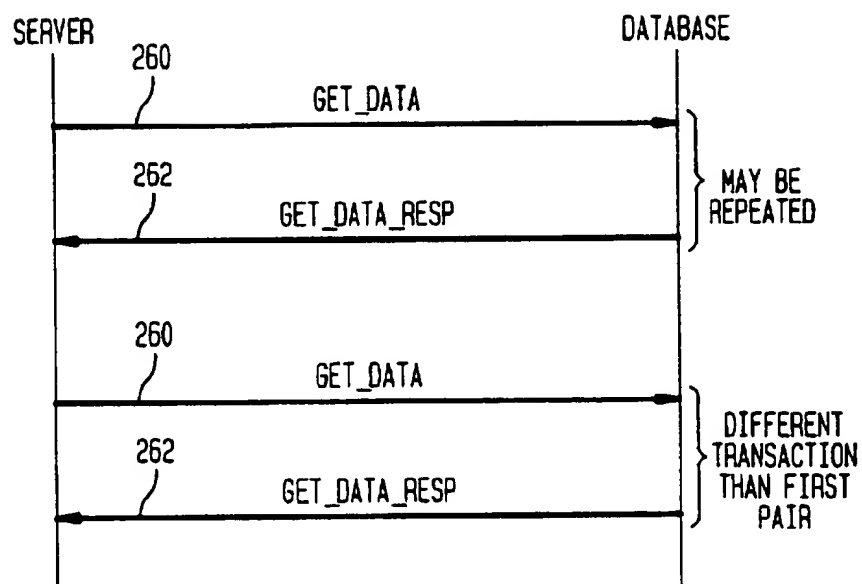 SERVER
DATABASE
260
GET_DATA
262
GET_DATA_RESP
MAY BE
REPEATED
260
GET_DATA
262
GET_DATA_RESP
DIFFERENT
TRANSACTION
THAN FIRST
PAIR